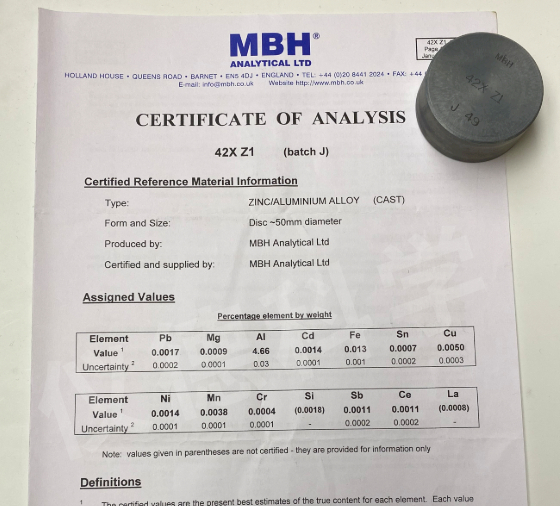 MBH®
ANALYTICAL LTD
HOLLAND HOUSE • QUEENS ROAD • BARNET • EN5 4DJ • ENGLAND • TEL: +44 (0)20 8441 2024 • FAX: +44
E-mail: info@mbh.co.uk Website http://www.mbh.co.uk
42X Z1
Page
42X Z1
J 49
CERTIFICATE OF ANALYSIS
42X Z1 (batch J)
Certified Reference Material Information
Type: ZINC/ALUMINIUM ALLOY (CAST)
Form and Size: Disc ~50mm diameter
Produced by: MBH Analytical Ltd
Certified and supplied by: MBH Analytical Ltd
Assigned Values
Percentage element by weight
Element Pb Mg Al Cd Fe Sn Cu
Value 1 0.0017 0.0009 4.66 0.0014 0.013 0.0007 0.0050
Uncertainty 2 0.0002 0.0001 0.03 0.0001 0.001 0.0002 0.0003
Element Ni Mn Cr Si Sb Ce La
Value 1 0.0014 0.0038 0.0004 (0.0018) 0.0011 0.0011 (0.0008)
Uncertainty 2 0.0001 0.0001 0.0001 - 0.0002 0.0002 -
Note: values given in parentheses are not certified - they are provided for information only
Definitions
1 The certified values are the present best estimates of the true content for each element. Each value